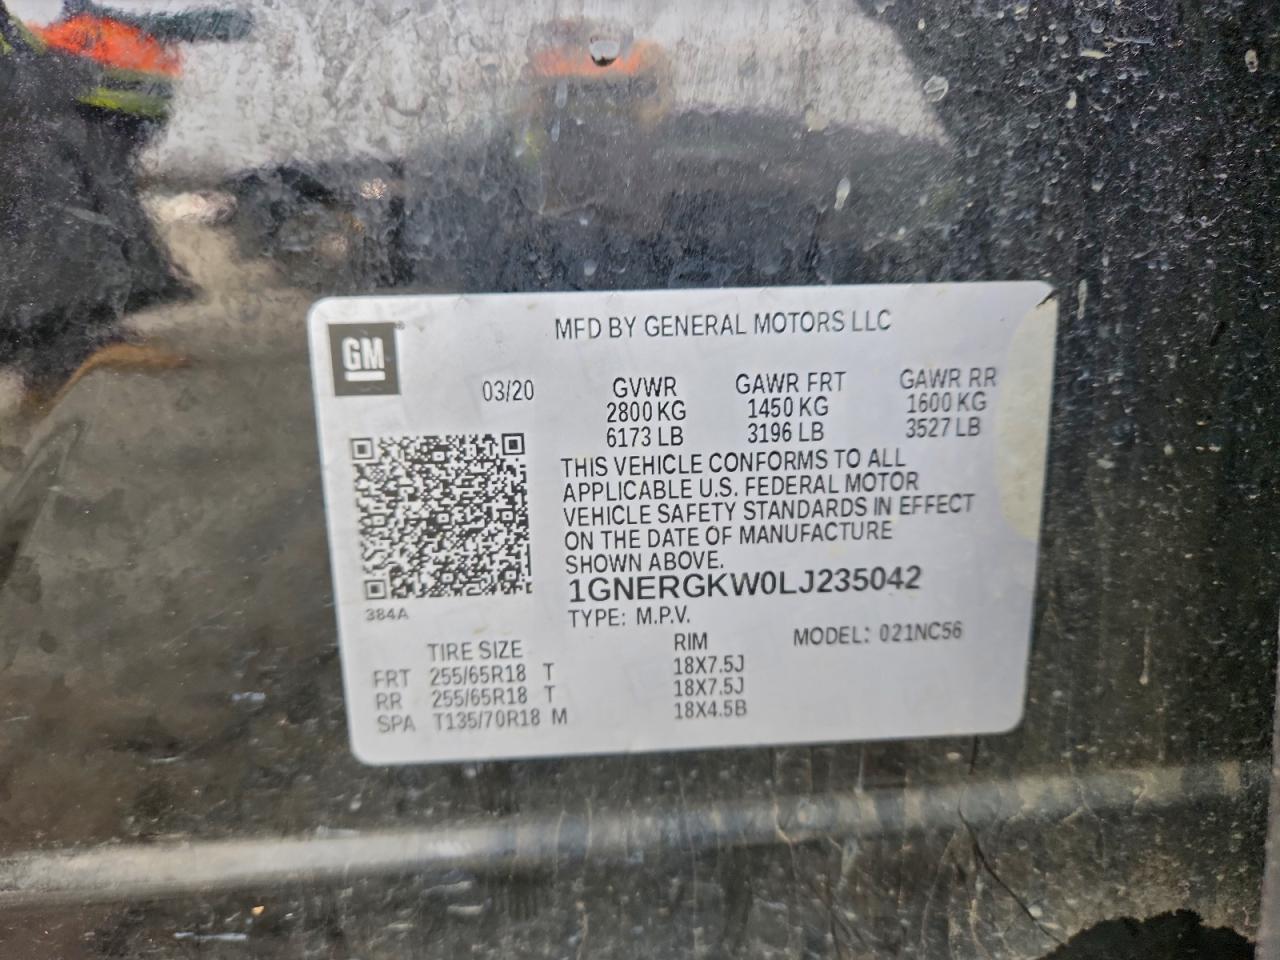 MFD BY GENERAL MOTORS LLC
GM®
03/20
GVWR GAWR FRT GAWR RR
2800 KG 1450 KG 1600 KG
6173 LB 3196 LB 3527 LB
THIS VEHICLE CONFORMS TO ALL
APPLICABLE U.S. FEDERAL MOTOR
VEHICLE SAFETY STANDARDS IN EFFECT
ON THE DATE OF MANUFACTURE
SHOWN ABOVE.
1GNERGKW0LJ235042
384A
TYPE: M.P.V.
MODEL: 021NC56
TIRE SIZE RIM
FRT 255/65R18 T 18X7.5J
RR 255/65R18 T 18X7.5J
SPA T135/70R18 M 18X4.5B